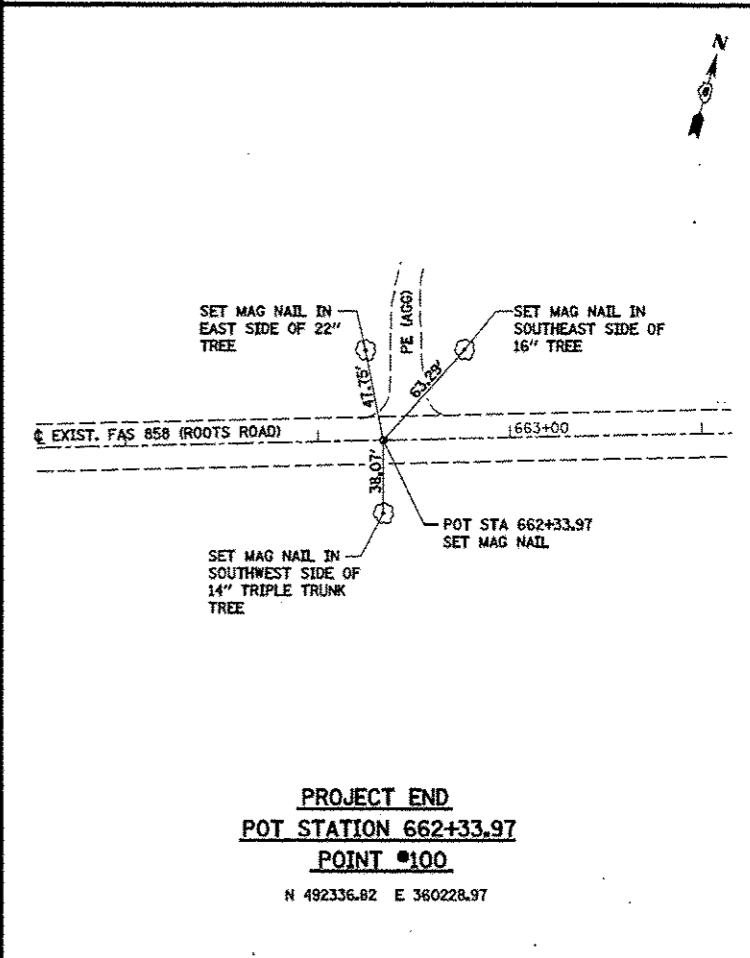 N
SET MAG NAIL IN
EAST SIDE OF 22"
TREE
PE (AGG)
SET MAG NAIL IN
SOUTHEAST SIDE OF
16" TREE
47.75'
63.29'
℄ EXIST. FAS 858 (ROOTS ROAD)
663+00
38.07'
POT STA 662+33.97
SET MAG NAIL
SET MAG NAIL IN
SOUTHWEST SIDE OF
14" TRIPLE TRUNK
TREE
PROJECT END
POT STATION 662+33.97
POINT #100
N 492336.82 E 360228.97